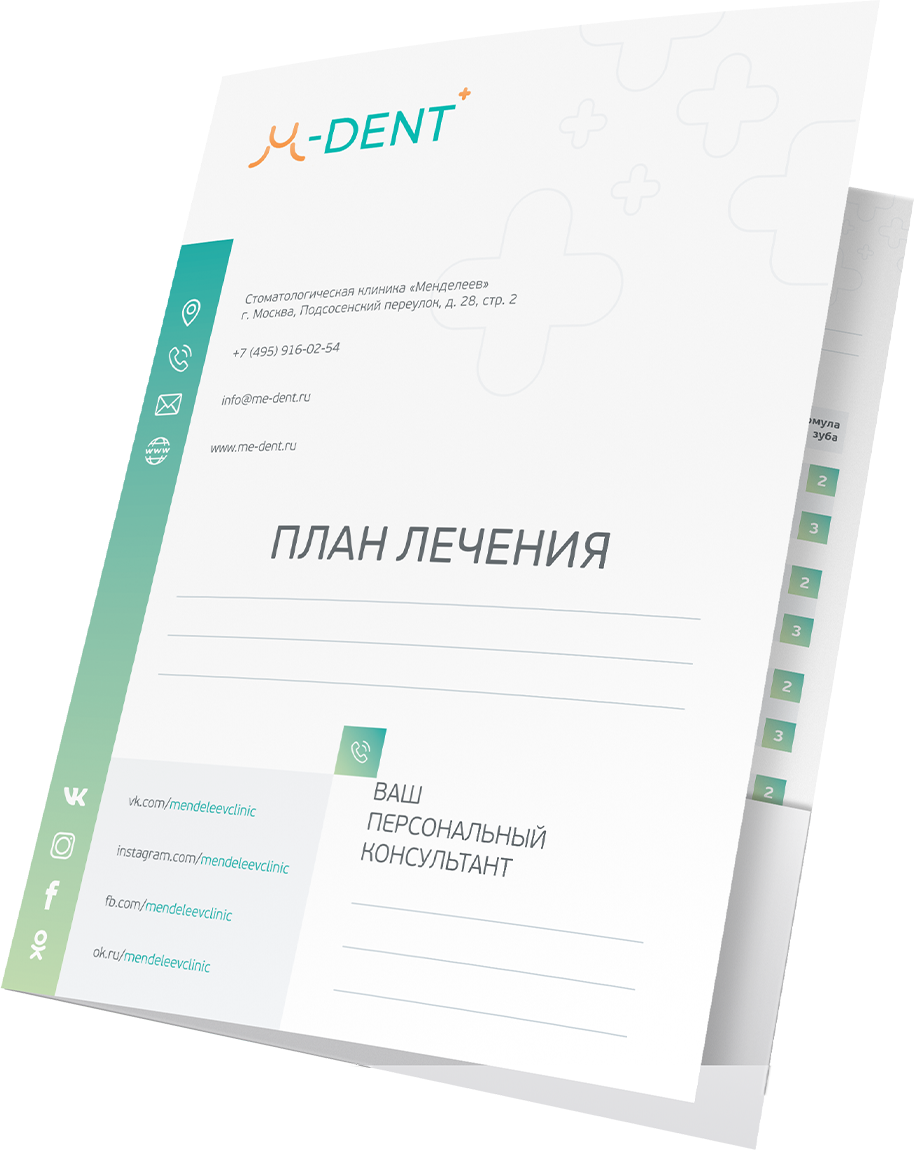 M-DENT+
Стоматологическая клиника «Менделеев»
г. Москва, Подсосенский переулок, д. 28, стр. 2
+7 (495) 916-02-54
info@me-dent.ru
www
www.me-dent.ru
ПЛАН ЛЕЧЕНИЯ
vk.com/mendeleevclinic
instagram.com/mendeleevclinic
fb.com/mendeleevclinic
ok.ru/mendeleevclinic
ВАШ
ПЕРСОНАЛЬНЫЙ
КОНСУЛЬТАНТ
зуба
2
3
2
3
2
3
2